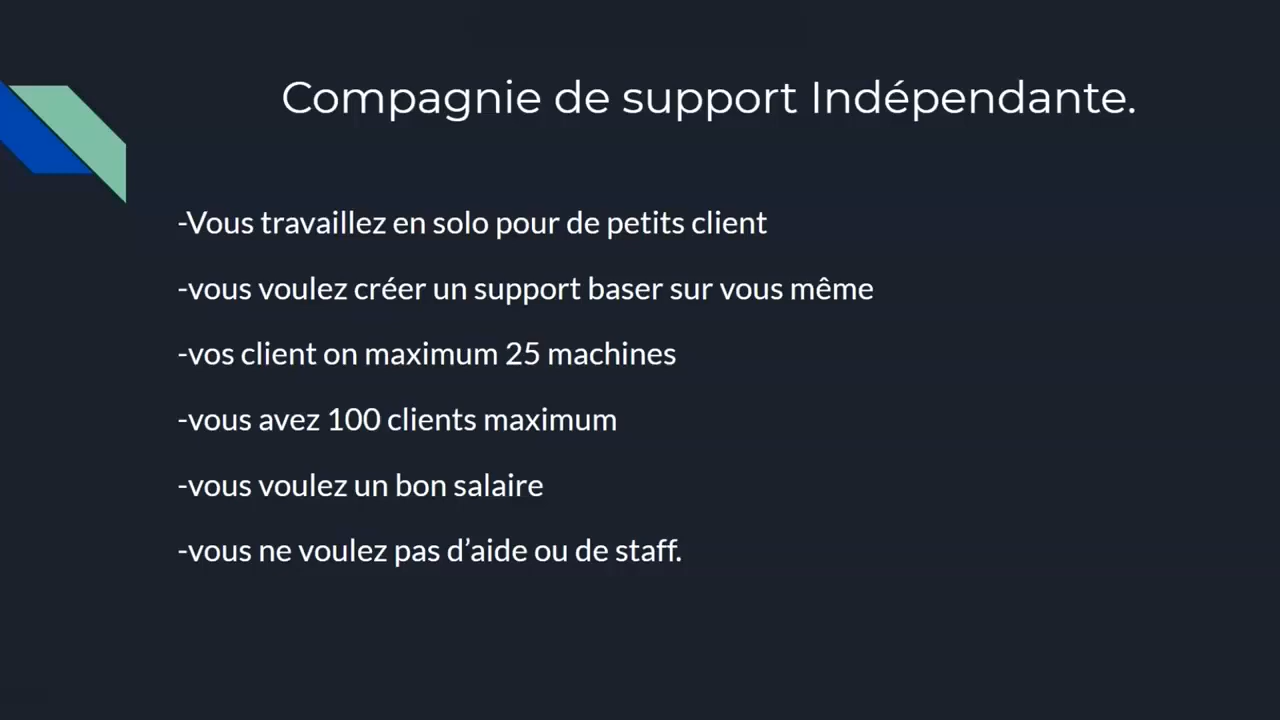 Compagnie de support Indépendante.
-Vous travaillez en solo pour de petits client
-vous voulez créer un support baser sur vous même
-vos client on maximum 25 machines
-vous avez 100 clients maximum
-vous voulez un bon salaire
-vous ne voulez pas d’aide ou de staff.